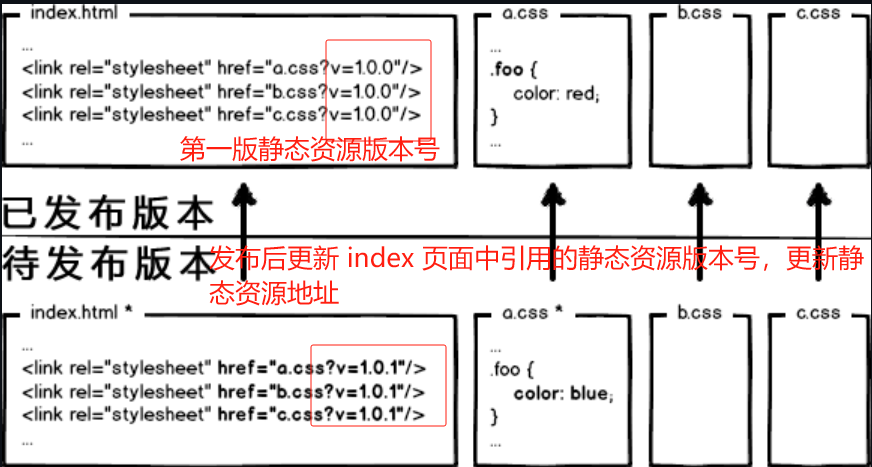 index.html
a.css
b.css
c.css
...
<link rel="stylesheet" href="a.css?v=1.0.0"/>
<link rel="stylesheet" href="b.css?v=1.0.0"/>
<link rel="stylesheet" href="c.css?v=1.0.0"/>
...
第一版静态资源版本号
...
.foo {
color: red;
}
...
已发布版本
待发布版本
发布后更新 index 页面中引用的静态资源版本号，更新静
态资源地址
index.html *
a.css *
b.css
c.css
...
<link rel="stylesheet" href="a.css?v=1.0.1"/>
<link rel="stylesheet" href="b.css?v=1.0.1"/>
<link rel="stylesheet" href="c.css?v=1.0.1"/>
...
...
.foo {
color: blue;
}
...